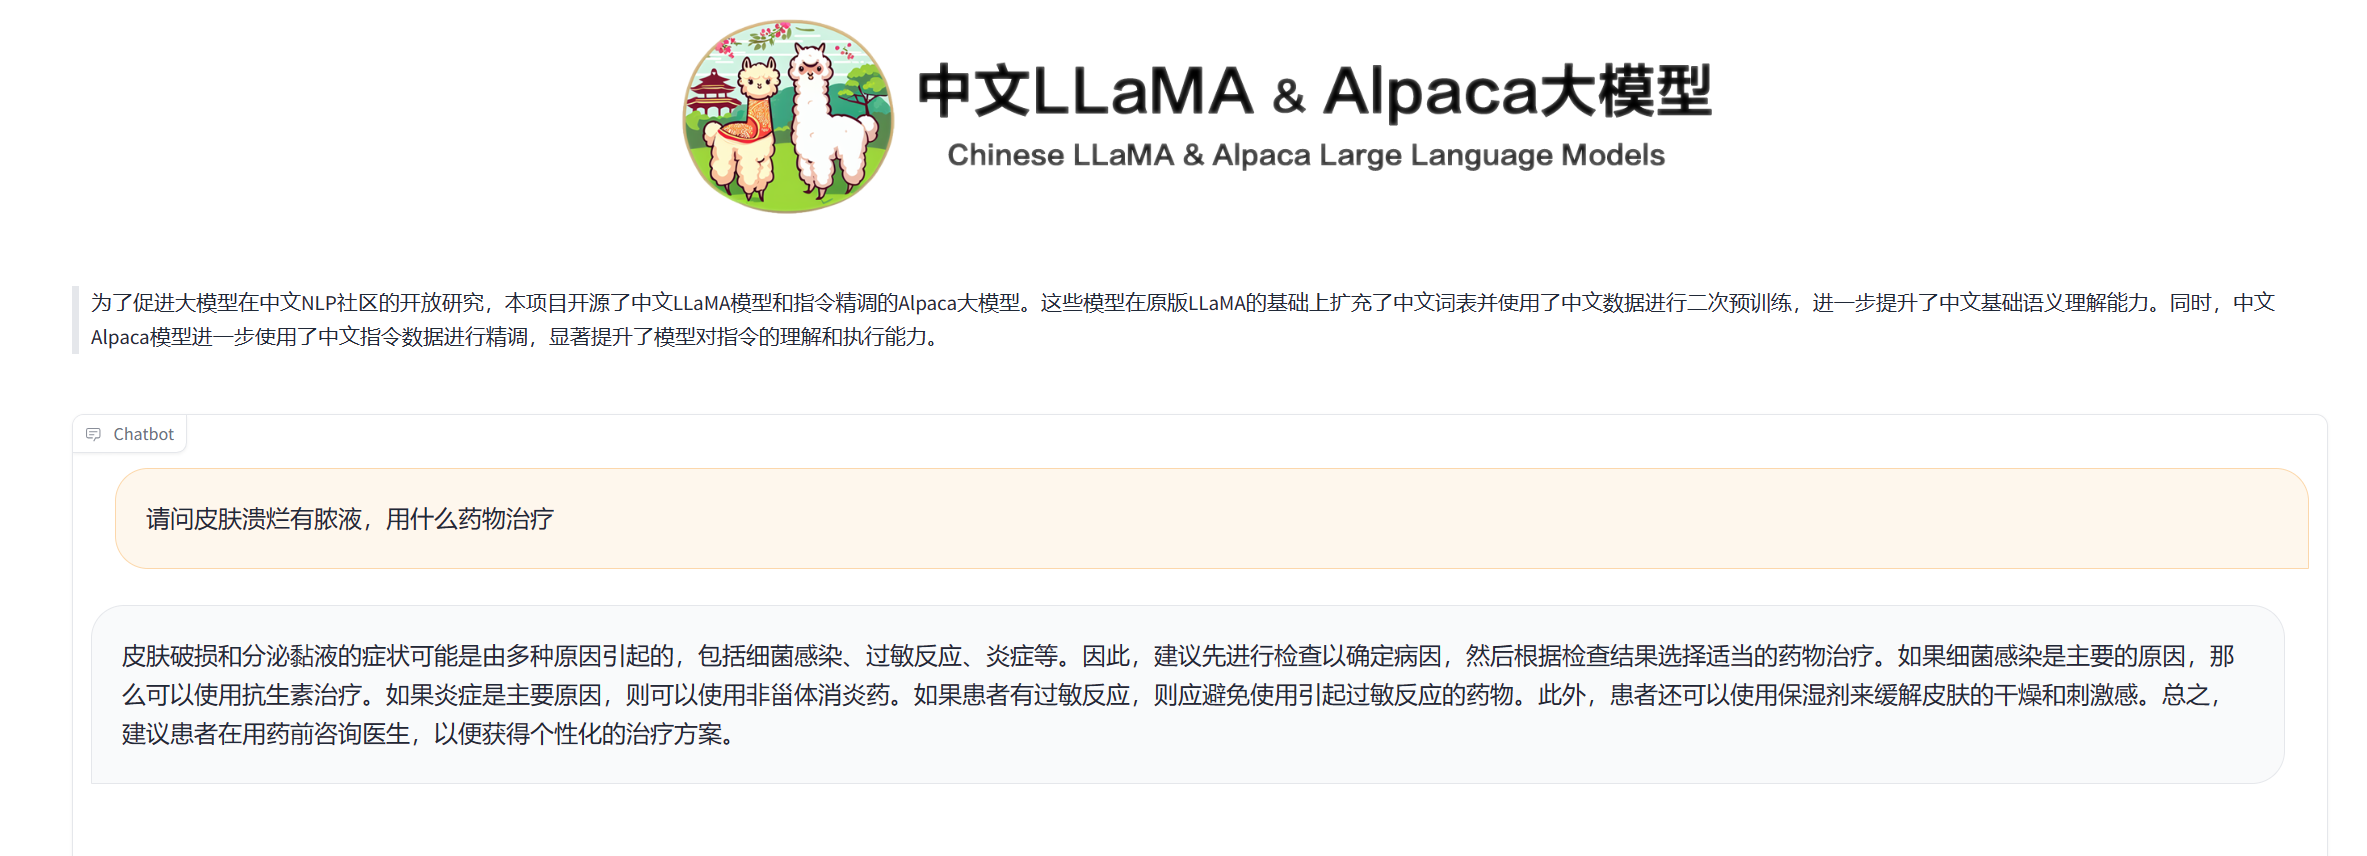 中文LLaMA & Alpaca大模型
Chinese LLaMA & Alpaca Large Language Models
为了促进大模型在中文NLP社区的开放研究，本项目开源了中文LLaMA模型和指令精调的Alpaca大模型。这些模型在原版LLaMA的基础上扩充了中文词表并使用了中文数据进行二次预训练，进一步提升了中文基础语义理解能力。同时，中文
Alpaca模型进一步使用了中文指令数据进行精调，显著提升了模型对指令的理解和执行能力。
Chatbot
请问皮肤溃烂有脓液，用什么药物治疗
皮肤破损和分泌黏液的症状可能是由多种原因引起的，包括细菌感染、过敏反应、炎症等。因此，建议先进行检查以确定病因，然后根据检查结果选择适当的药物治疗。如果细菌感染是主要的原因，那
么可以使用抗生素治疗。如果炎症是主要原因，则可以使用非甾体消炎药。如果患者有过敏反应，则应避免使用引起过敏反应的药物。此外，患者还可以使用保湿剂来缓解皮肤的干燥和刺激感。总之，
建议患者在用药前咨询医生，以便获得个性化的治疗方案。